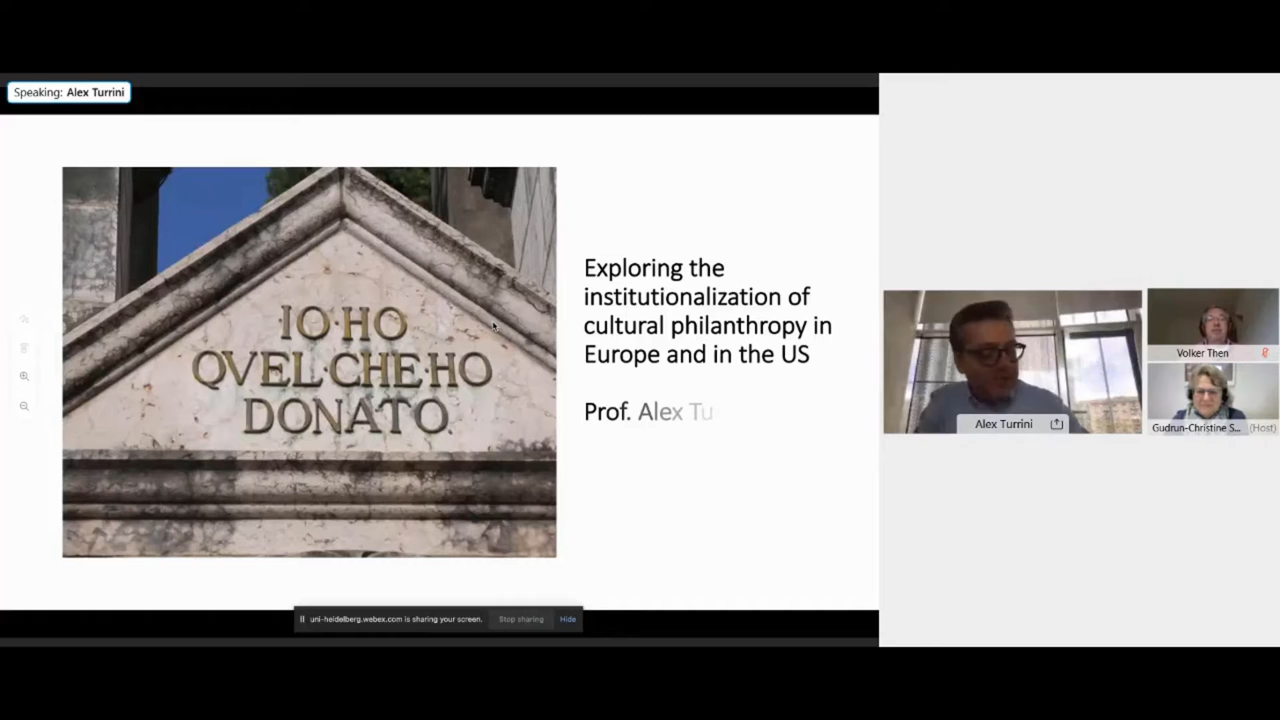 Speaking: Alex Turrini
IO·HO
QVEL·CHE·HO
DONATO
Exploring the
institutionalization of
cultural philanthropy in
Europe and in the US
Prof. Alex Tu
Alex Turrini
Volker Then
Gudrun-Christine S... (Host)
uni-heidelberg.webex.com is sharing your screen. Stop sharing Hide